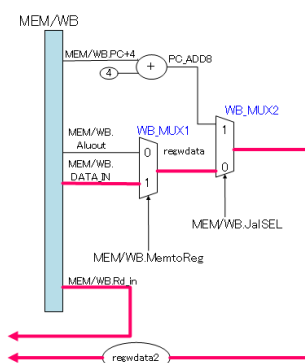 MEM/WB
MEM/WB.PC+4
PC_ADD8
4
+
WB_MUX2
MEM/WB.
Aluout
WB_MUX1
0
regwdata
1
MEM/WB.
DATA_IN
1
0
MEM/WB.JalSEL
MEM/WB.MemtoReg
MEM/WB.Rd_in
regwdata2